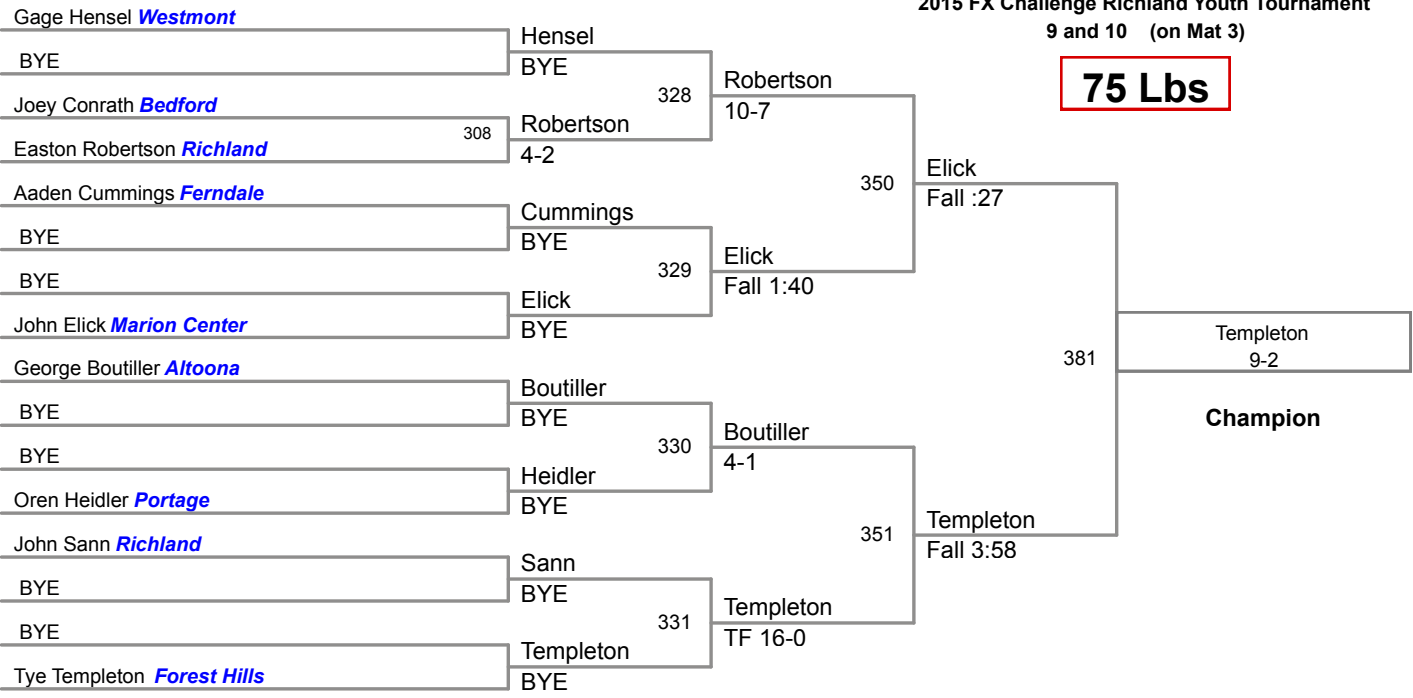 2015 FX Challenge Richland Youth Tournament
9 and 10 (on Mat 3)
75 Lbs
Gage Hensel Westmont
BYE
Joey Conrath Bedford
Easton Robertson Richland
Aaden Cummings Ferndale
BYE
BYE
John Elick Marion Center
George Boutiller Altoona
BYE
BYE
Oren Heidler Portage
John Sann Richland
BYE
BYE
Tye Templeton Forest Hills
308
Hensel
BYE
Robertson
4-2
Cummings
BYE
Elick
BYE
Boutiller
BYE
Heidler
BYE
Sann
BYE
Templeton
BYE
328
329
330
331
Robertson
10-7
Elick
Fall 1:40
Boutiller
4-1
Templeton
TF 16-0
350
351
Elick
Fall :27
Templeton
Fall 3:58
381
Templeton
9-2
Champion